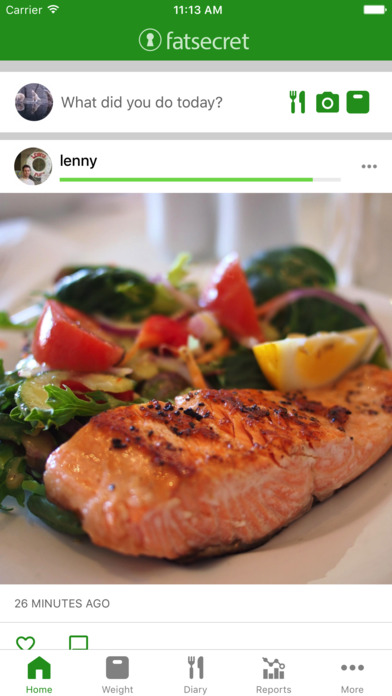 Carrier 11:13 AM
fatsecret
What did you do today?
lenny
26 MINUTES AGO
Home Weight Diary Reports More